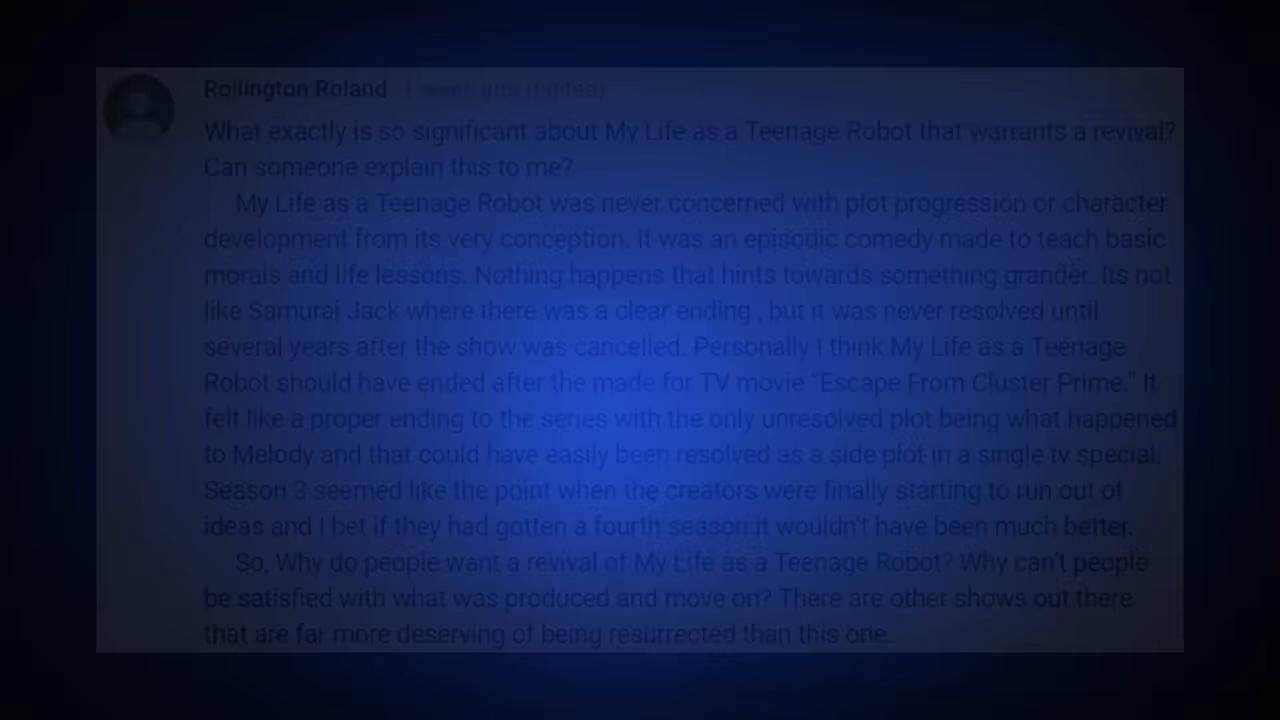 Rollington Roland 1 week ago (edited)
What exactly is so significant about My Life as a Teenage Robot that warrants a revival?
Can someone explain this to me?
My Life as a Teenage Robot was never concerned with plot progression or character
development from its very conception. It was an episodic comedy made to teach basic
morals and life lessons. Nothing happens that hints towards something grander. Its not
like Samurai Jack where there was a clear ending , but it was never resolved until
several years after the show was cancelled. Personally I think My Life as a Teenage
Robot should have ended after the made for TV movie "Escape From Cluster Prime." It
felt like a proper ending to the series with the only unresolved plot being what happened
to Melody and that could have easily been resolved as a side plot in a single tv special.
Season 3 seemed like the point when the creators were finally starting to run out of
ideas and I bet if they had gotten a fourth season it wouldn't have been much better.
So, Why do people want a revival of My Life as a Teenage Robot? Why can't people
be satisfied with what was produced and move on? There are other shows out there
that are far more deserving of being resurrected than this one.